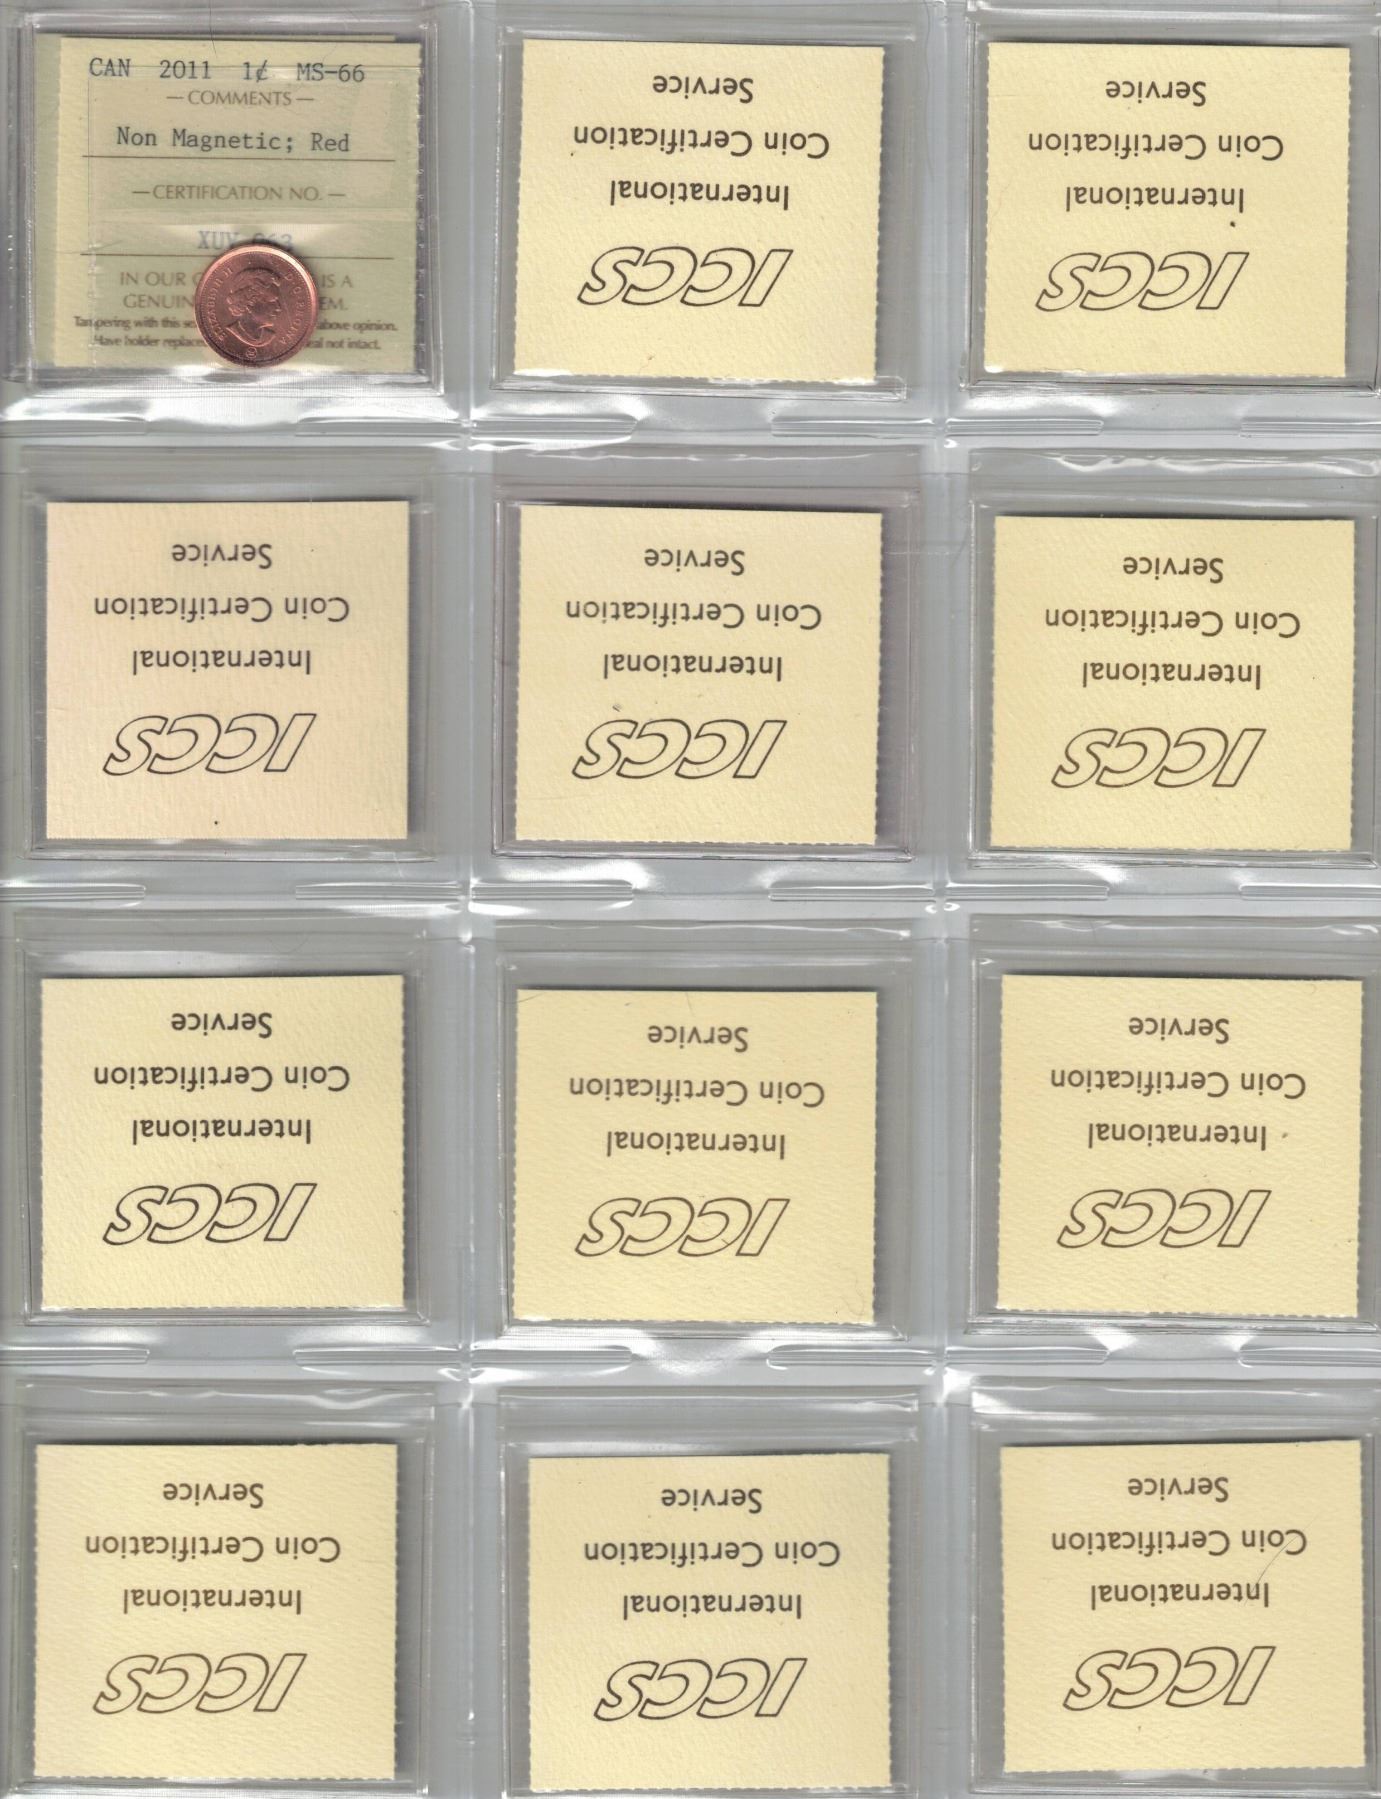 CAN 2011 1¢ MS-66
— COMMENTS —
Non Magnetic; Red
— CERTIFICATION NO. —
IN OUR IS A
Tampering with this above opinion.
Have holder not intact.
ELIZABETH II D·G·REGINA
Service
Coin Certification
International
ICCS
Service
Coin Certification
International
ICCS
Service
Coin Certification
International
ICCS
Service
Coin Certification
International
ICCS
Service
Coin Certification
International
ICCS
Service
Coin Certification
International
ICCS
Service
Coin Certification
International
ICCS
Service
Coin Certification
International
ICCS
Service
Coin Certification
International
ICCS
Service
Coin Certification
International
ICCS
Service
Coin Certification
International
ICCS